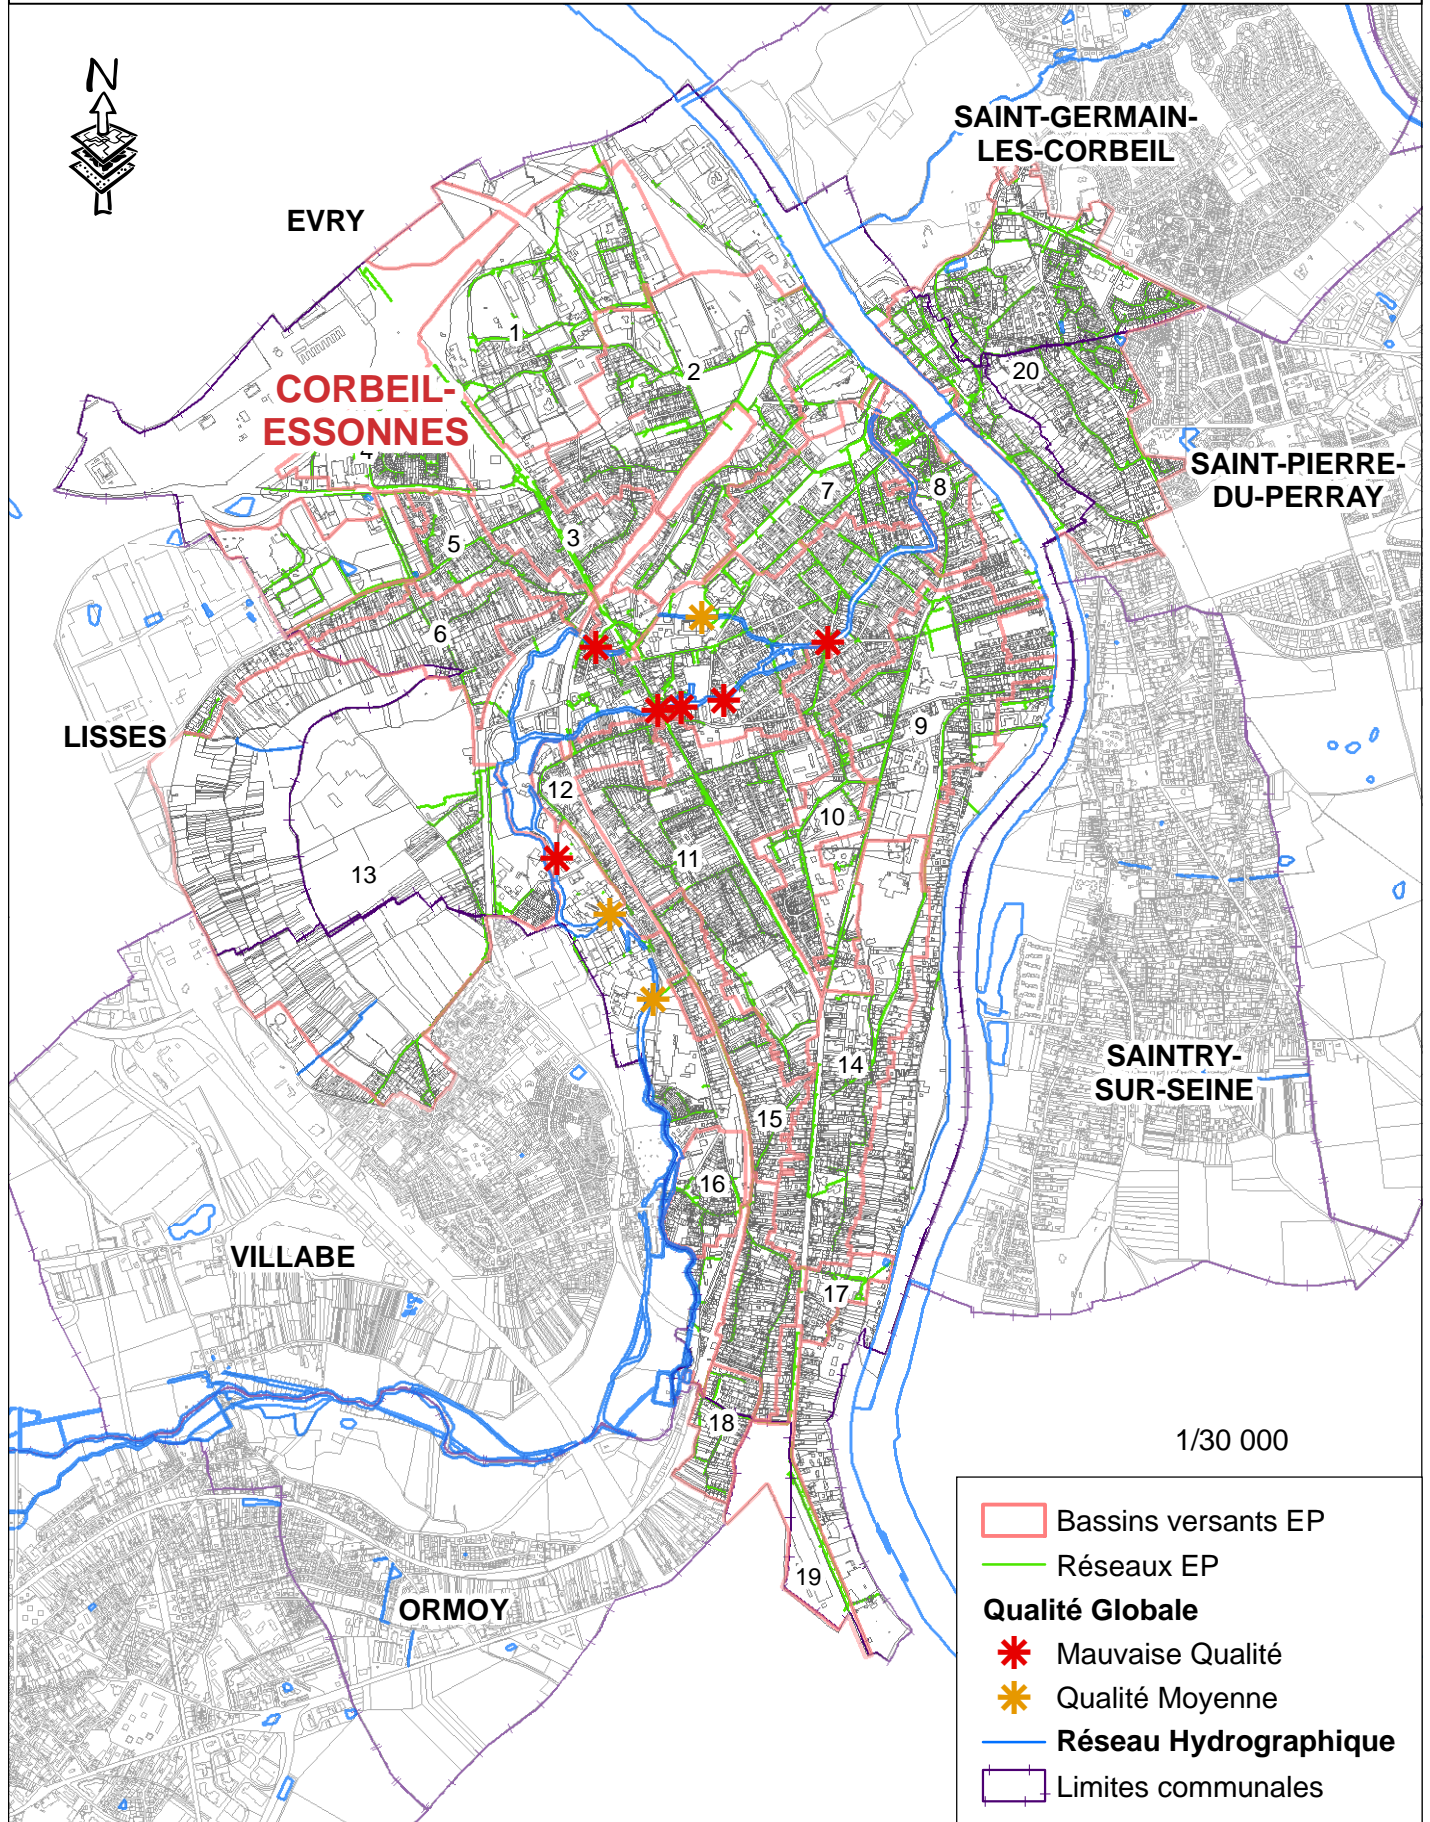 N
SAINT-GERMAIN-
LES-CORBEIL
EVRY
1
2
20
CORBEIL-
ESSONNES
4
SAINT-PIERRE-
DU-PERRAY
7
8
5
3
6
LISSES
9
12
10
11
13
SAINTRY-
SUR-SEINE
14
15
16
VILLABE
17
18
1/30 000
19
ORMOY
Bassins versants EP
Réseaux EP
Qualité Globale
Mauvaise Qualité
Qualité Moyenne
Réseau Hydrographique
Limites communales